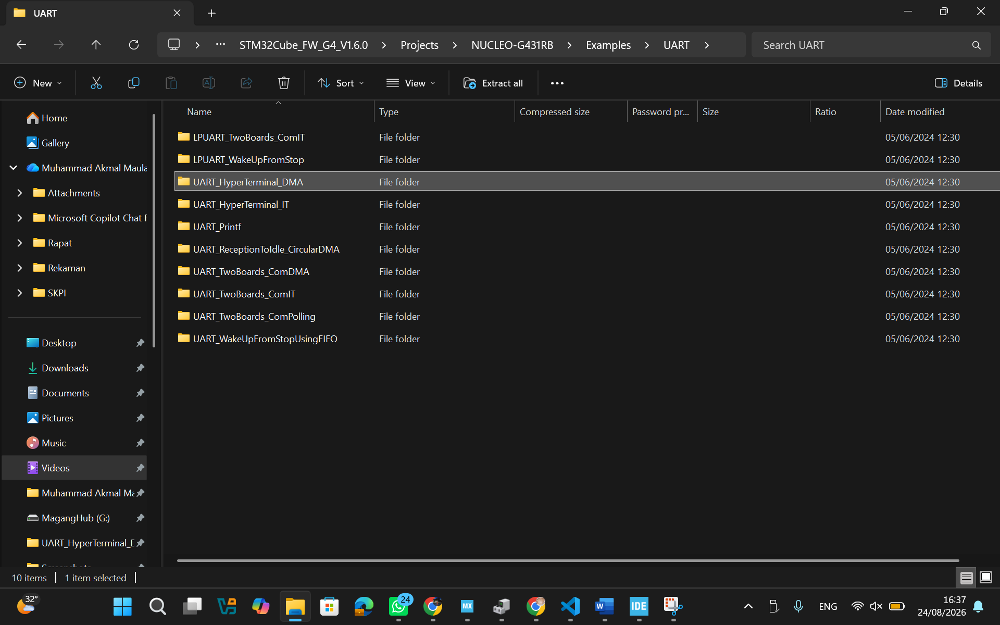 UART
STM32Cube_FW_G4_V1.6.0 Projects NUCLEO-G431RB Examples UART
Search UART
New
Sort
View
Extract all
Details
Name Type Compressed size Password pr... Size Ratio Date modified
LPUART_TwoBoards_ComIT File folder 05/06/2024 12:30
LPUART_WakeUpFromStop File folder 05/06/2024 12:30
UART_HyperTerminal_DMA File folder 05/06/2024 12:30
UART_HyperTerminal_IT File folder 05/06/2024 12:30
UART_Printf File folder 05/06/2024 12:30
UART_ReceptionToIdle_CircularDMA File folder 05/06/2024 12:30
UART_TwoBoards_ComDMA File folder 05/06/2024 12:30
UART_TwoBoards_ComIT File folder 05/06/2024 12:30
UART_TwoBoards_ComPolling File folder 05/06/2024 12:30
UART_WakeUpFromStopUsingFIFO File folder 05/06/2024 12:30
Home
Gallery
Muhammad Akmal Maula
Attachments
Microsoft Copilot Chat F
Rapat
Rekaman
SKPI
Desktop
Downloads
Documents
Pictures
Music
Videos
Muhammad Akmal Ma
MagangHub (G:)
UART_HyperTerminal_D
10 items 1 item selected
32°
24
MX
W
IDE
ENG
16:37
24/08/2026